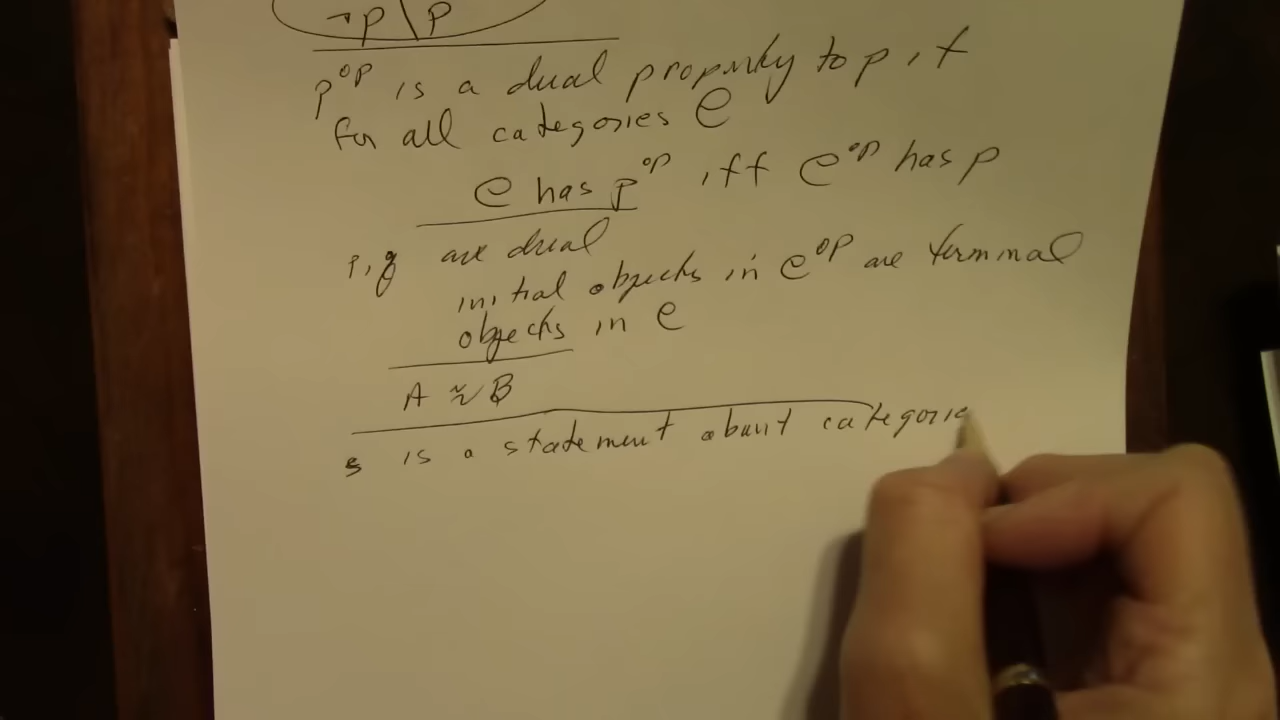 ¬p \ p
p^op is a dual property to p if
for all categories C
C has p^op iff C^op has p
p, q are dual
initial objects in C^op are terminal
objects in C
A ≈ B
s is a statement about categorie